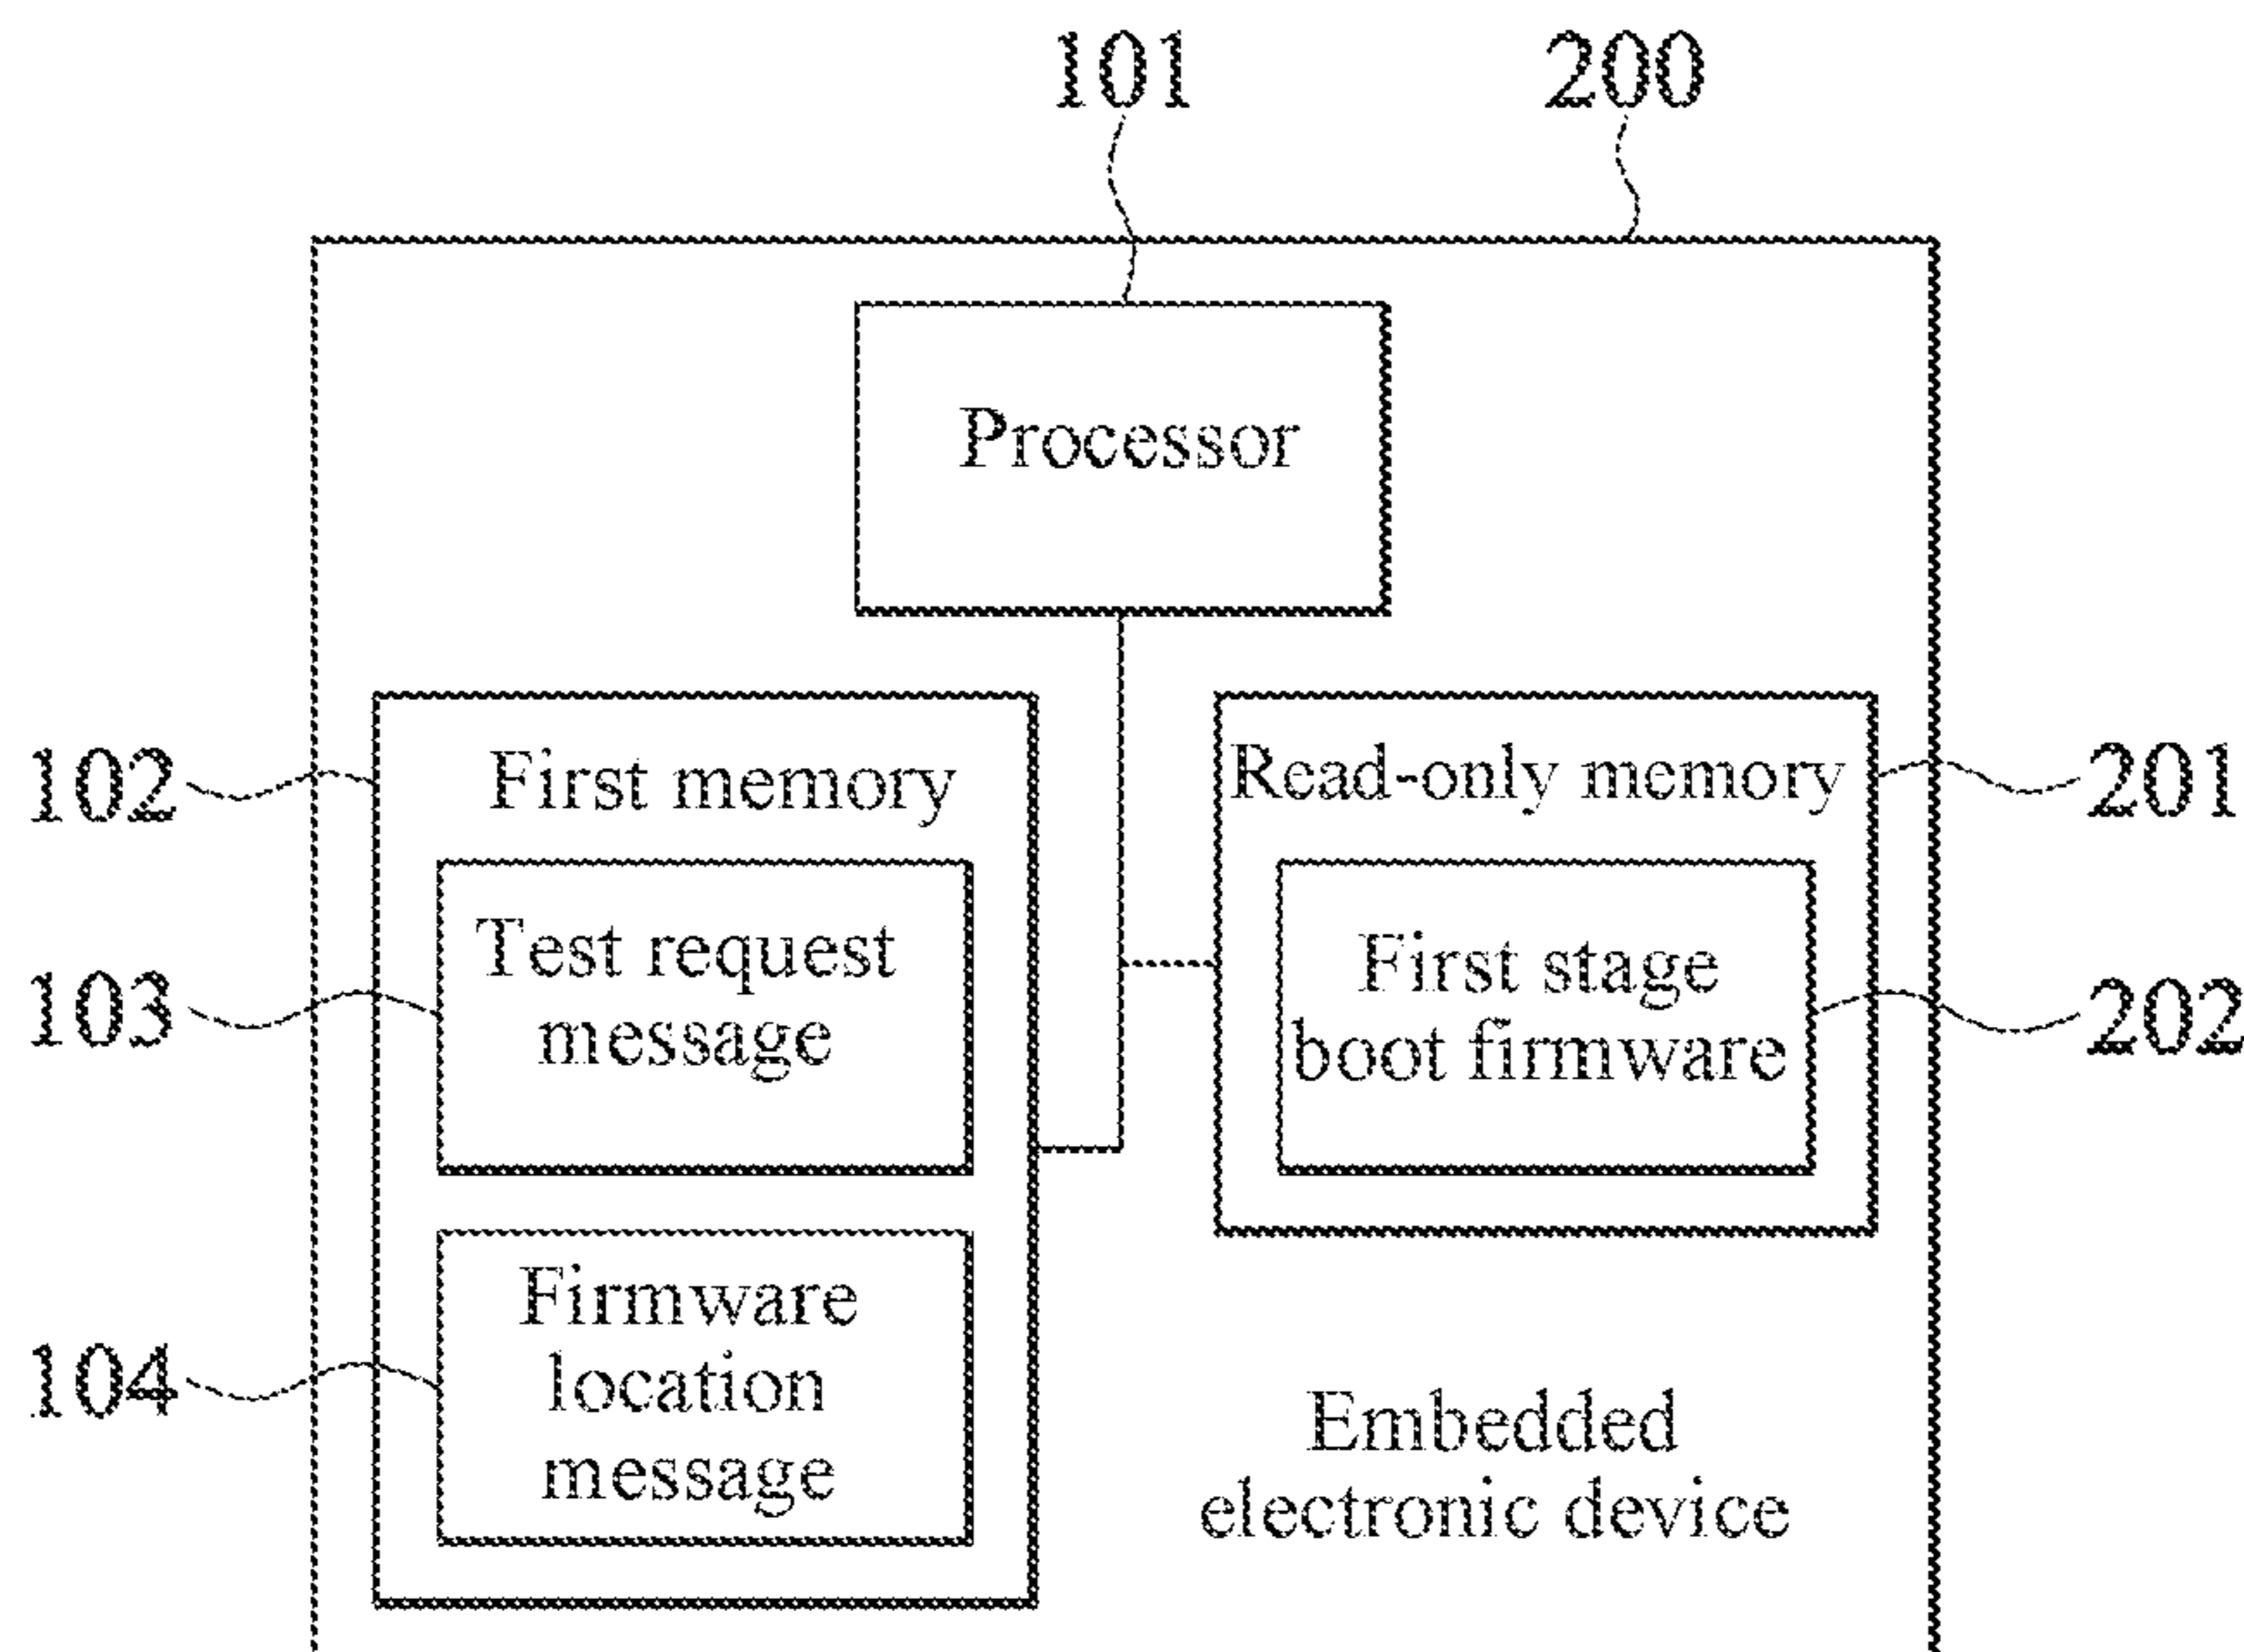 101
200
Processor
102
First memory
Read-only memory
201
103
Test request
message
First stage
boot firmware
202
104
Firmware
location
message
Embedded
electronic device